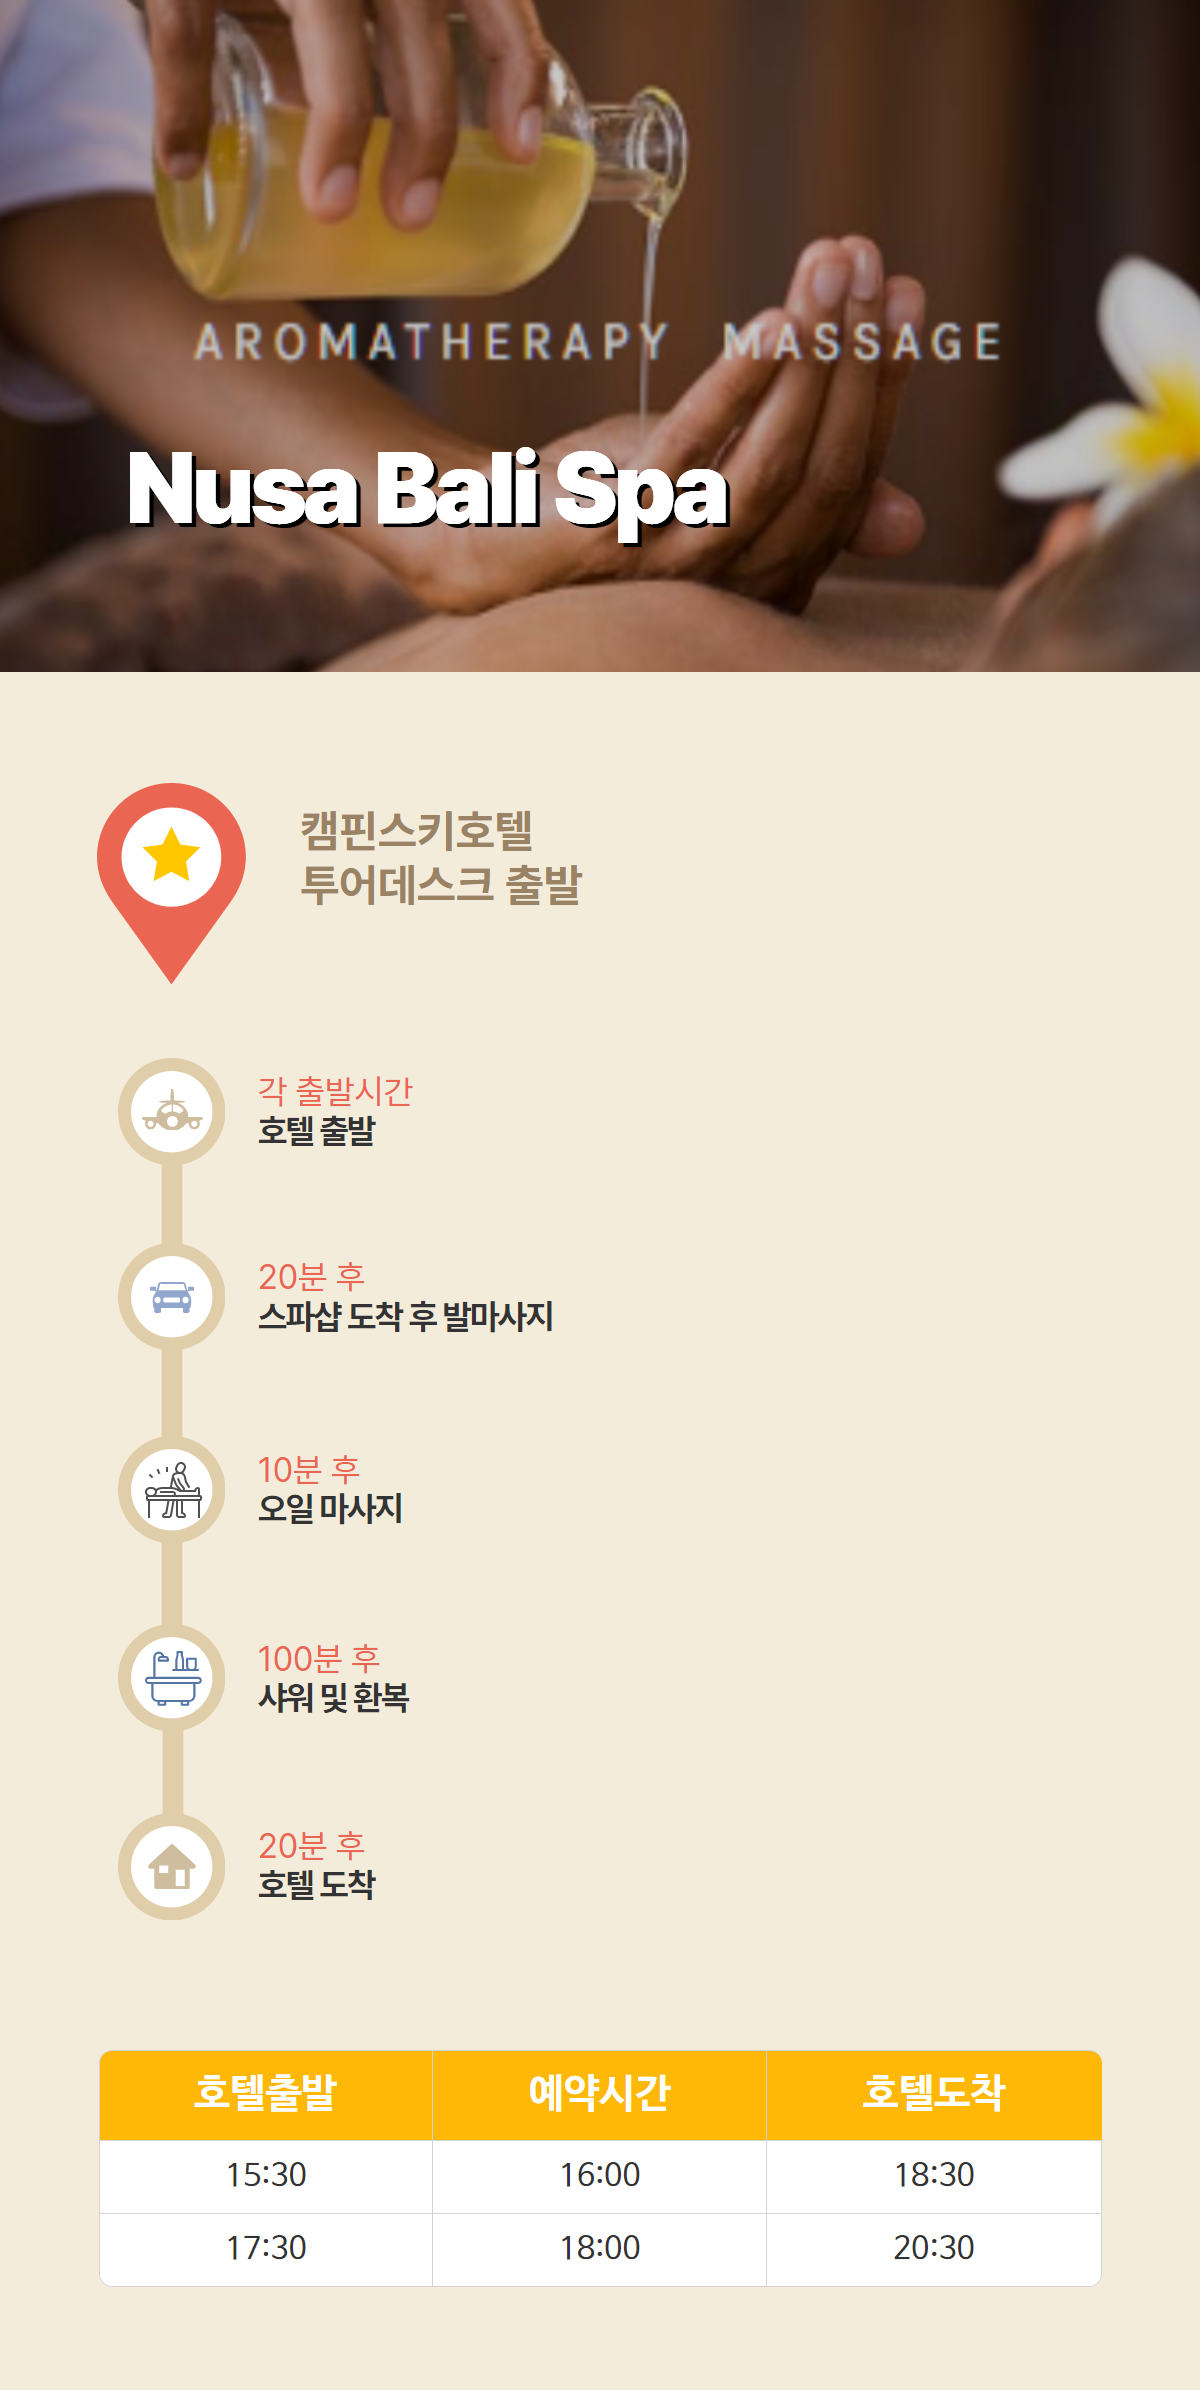 AROMATHERAPY MASSAGE
Nusa Bali Spa
캠핀스키호텔
투어데스크 출발
각 출발시간
호텔 출발
20분 후
스파샵 도착 후 발마사지
10분 후
오일 마사지
100분 후
샤워 및 환복
20분 후
호텔 도착
호텔출발 예약시간 호텔도착
15:30 16:00 18:30
17:30 18:00 20:30